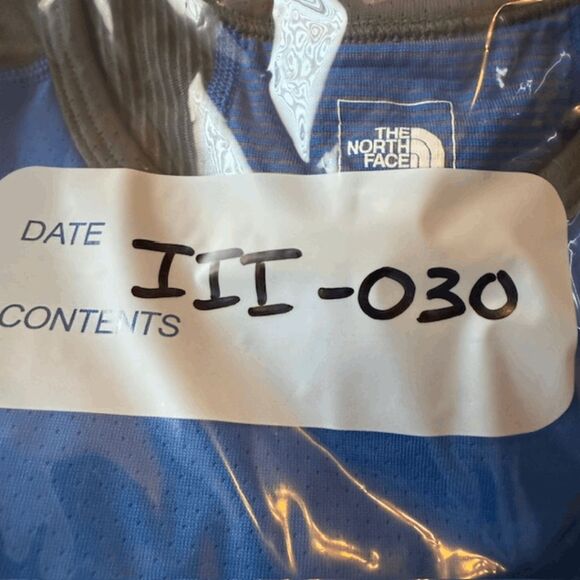 THE
NORTH
FACE
DATE III-030
CONTENTS